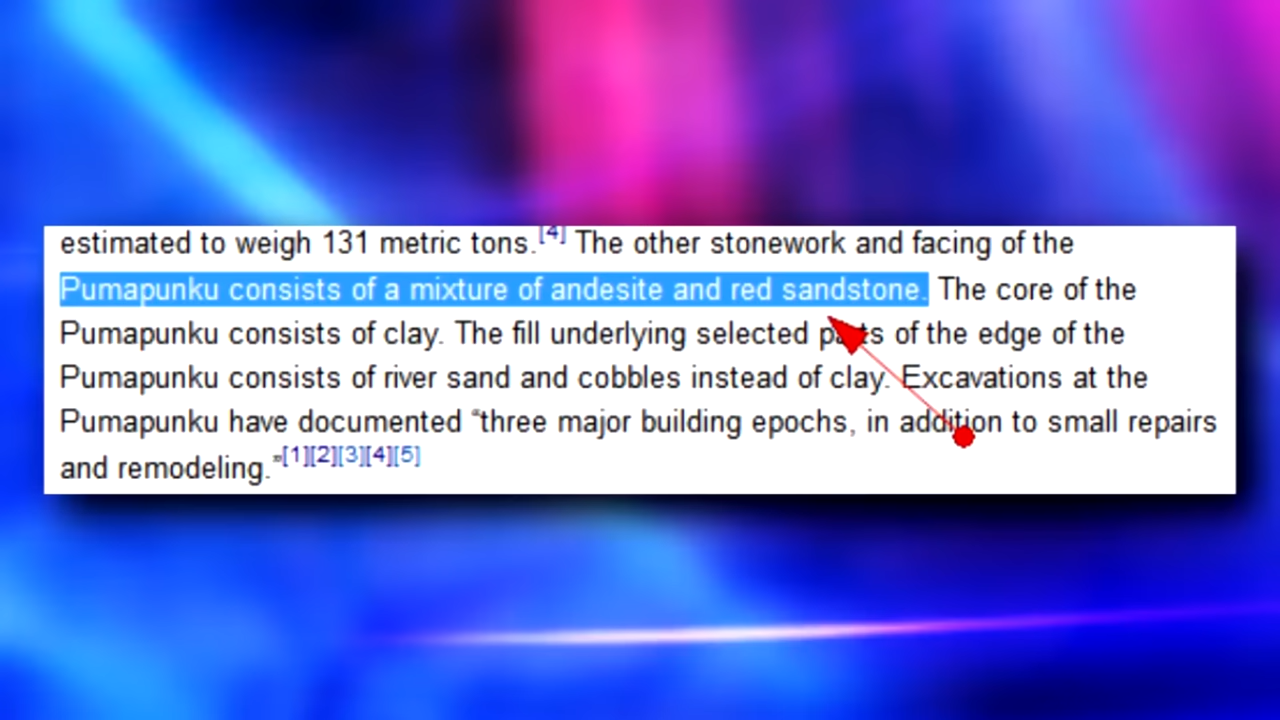 estimated to weigh 131 metric tons.[4] The other stonework and facing of the
Pumapunku consists of a mixture of andesite and red sandstone. The core of the
Pumapunku consists of clay. The fill underlying selected parts of the edge of the
Pumapunku consists of river sand and cobbles instead of clay. Excavations at the
Pumapunku have documented “three major building epochs, in addition to small repairs
and remodeling.”[1][2][3][4][5]